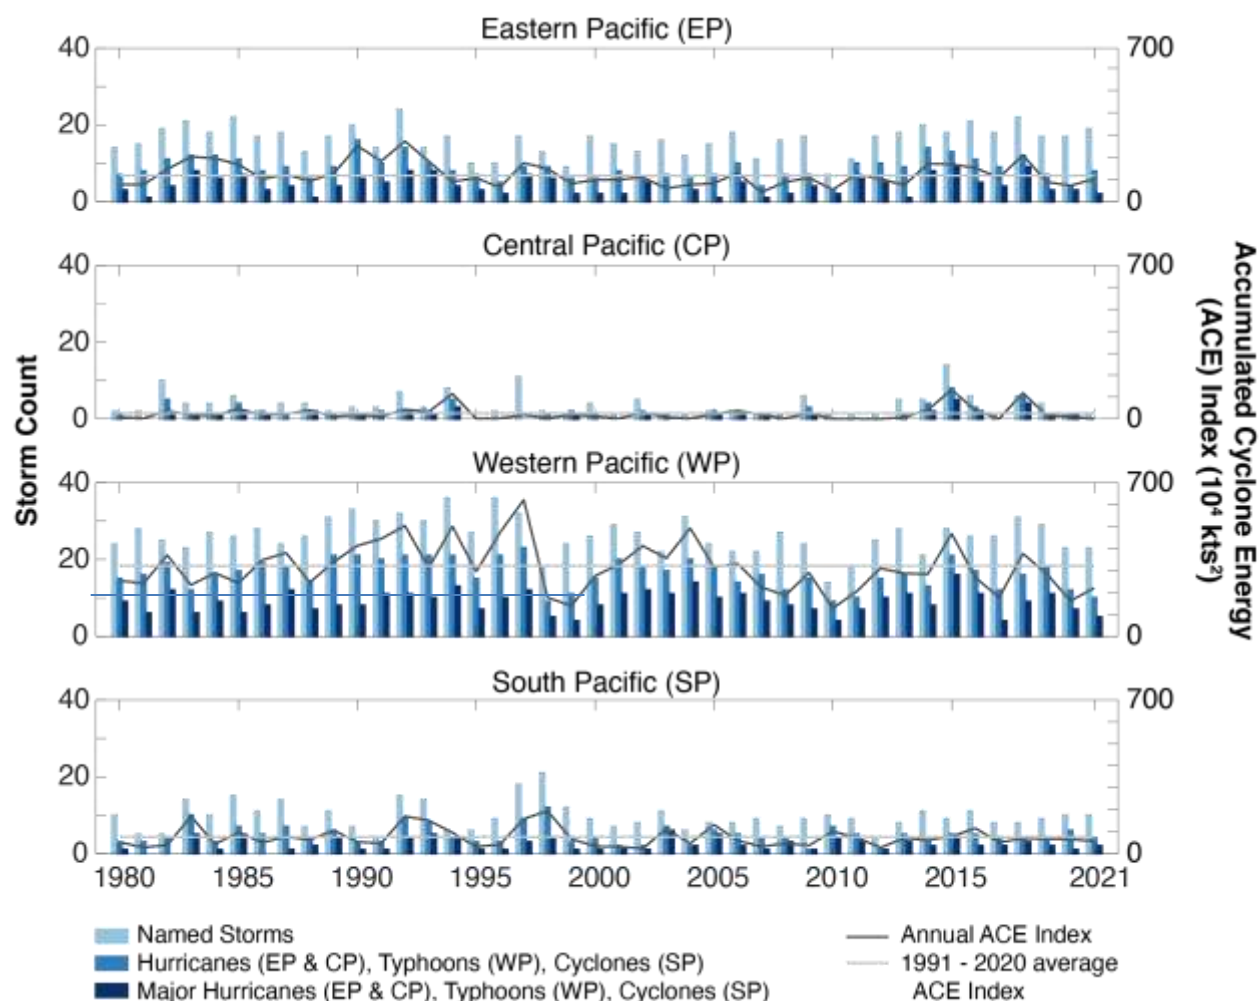 Eastern Pacific (EP)
40
20
0
700
0
Central Pacific (CP)
40
20
0
700
0
Western Pacific (WP)
40
20
0
700
0
South Pacific (SP)
40
20
0
700
0
Storm Count
Accumulated Cyclone Energy
(ACE) Index (10⁴ kts²)
1980 1985 1990 1995 2000 2005 2010 2015 2021
Named Storms
Hurricanes (EP & CP), Typhoons (WP), Cyclones (SP)
Major Hurricanes (EP & CP), Typhoons (WP), Cyclones (SP)
Annual ACE Index
1991 - 2020 average
ACE Index